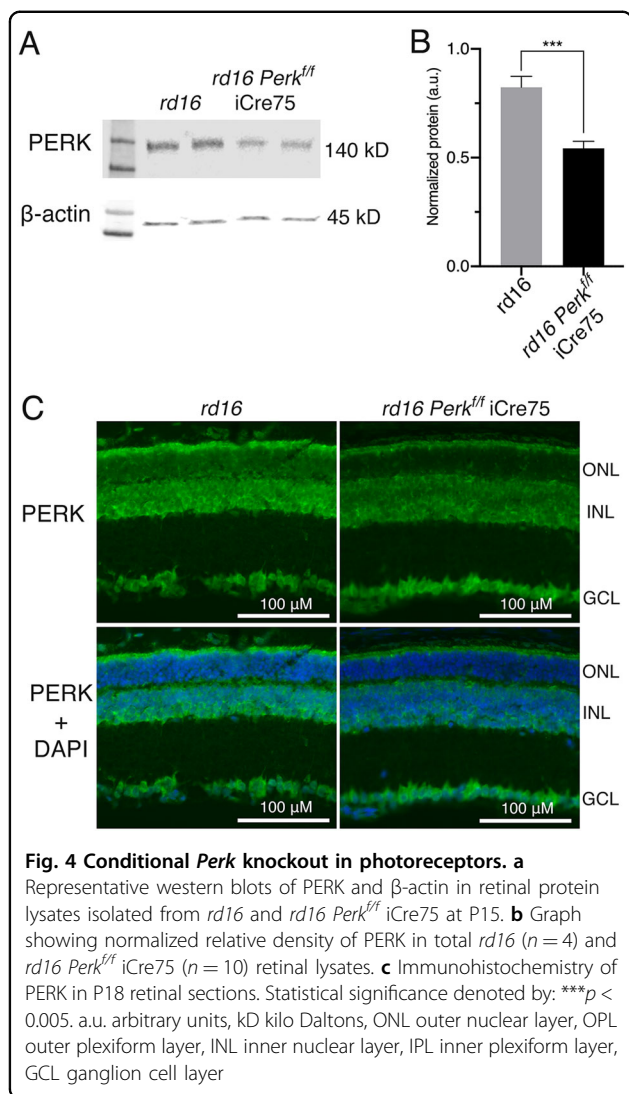 A
rd16
rd16 Perk^f/f
iCre75
PERK
140 kD
β-actin
45 kD
B
***
1.0
0.5
0.0
Normalized protein (a.u.)
rd16
rd16 Perk^f/f
iCre75
C
rd16
rd16 Perk^f/f iCre75
PERK
ONL
INL
GCL
100 µM
100 µM
PERK
+
DAPI
ONL
INL
GCL
100 µM
100 µM
Fig. 4 Conditional Perk knockout in photoreceptors. a
Representative western blots of PERK and β-actin in retinal protein
lysates isolated from rd16 and rd16 Perk^f/f iCre75 at P15. b Graph
showing normalized relative density of PERK in total rd16 (n = 4) and
rd16 Perk^f/f iCre75 (n = 10) retinal lysates. c Immunohistochemistry of
PERK in P18 retinal sections. Statistical significance denoted by: ***p <
0.005. a.u. arbitrary units, kD kilo Daltons, ONL outer nuclear layer, OPL
outer plexiform layer, INL inner nuclear layer, IPL inner plexiform layer,
GCL ganglion cell layer